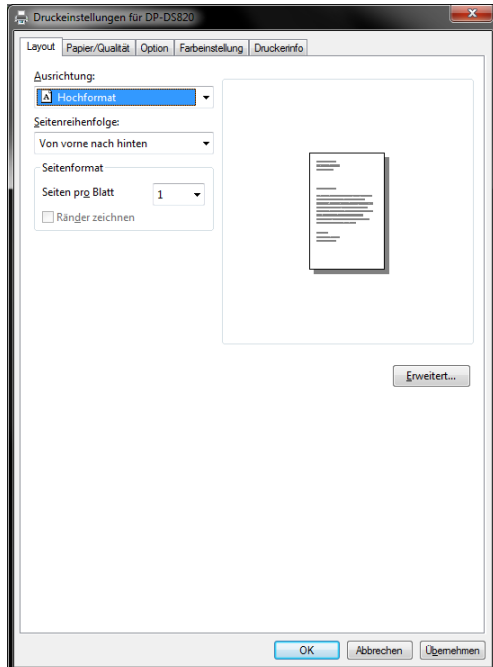 Druckeinstellungen für DP-DS820
Layout Papier/Qualität Option Farbeinstellung Druckerinfo
Ausrichtung:
A Hochformat
Seitenreihenfolge:
Von vorne nach hinten
Seitenformat
Seiten pro Blatt 1
Ränder zeichnen
Erweitert...
OK Abbrechen Übernehmen